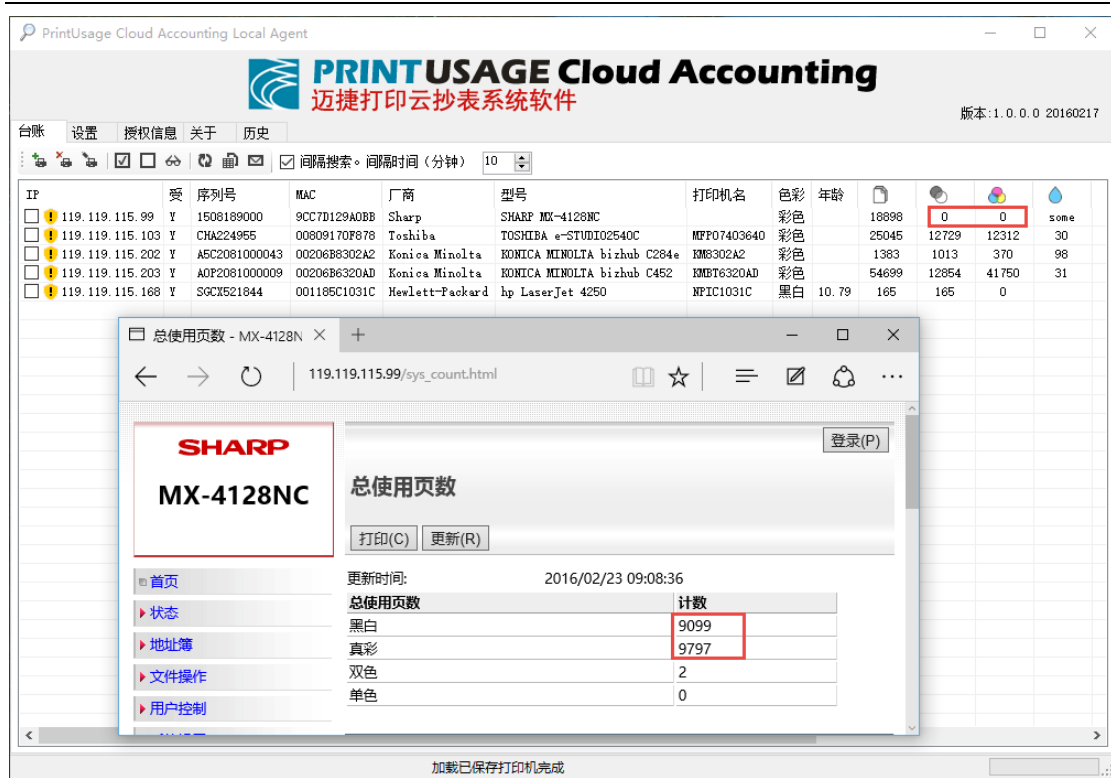 PrintUsage Cloud Accounting Local Agent
PRINTUSAGE Cloud Accounting
迈捷打印云抄表系统软件
版本:1.0.0.0 20160217
台账 设置 授权信息 关于 历史
间隔搜索。间隔时间（分钟） 10
IP 受 序列号 MAC 厂商 型号 打印机名 色彩 年龄
119.119.115.99 Y 1508189000 9CC7D129A0BB Sharp SHARP MX-4128NC 彩色 18898 0 0 some
119.119.115.103 Y CHA224955 00809170F878 Toshiba TOSHIBA e-STUDIO2540C MFP07403640 彩色 25045 12729 12312 30
119.119.115.202 Y A5C2081000043 00206B8302A2 Konica Minolta KONICA MINOLTA bizhub C284e KM8302A2 彩色 1383 1013 370 98
119.119.115.203 Y A0P2081000009 00206B6320AD Konica Minolta KONICA MINOLTA bizhub C452 KMBT6320AD 彩色 54699 12854 41750 31
119.119.115.168 Y SGCX521844 001185C1031C Hewlett-Packard hp LaserJet 4250 NPIC1031C 黑白 10.79 165 165 0
总使用页数 - MX-4128N
119.119.115.99/sys_count.html
SHARP
MX-4128NC
登录(P)
总使用页数
打印(C) 更新(R)
首页
状态
地址簿
文件操作
用户控制
更新时间: 2016/02/23 09:08:36
总使用页数 计数
黑白 9099
真彩 9797
双色 2
单色 0
加载已保存打印机完成